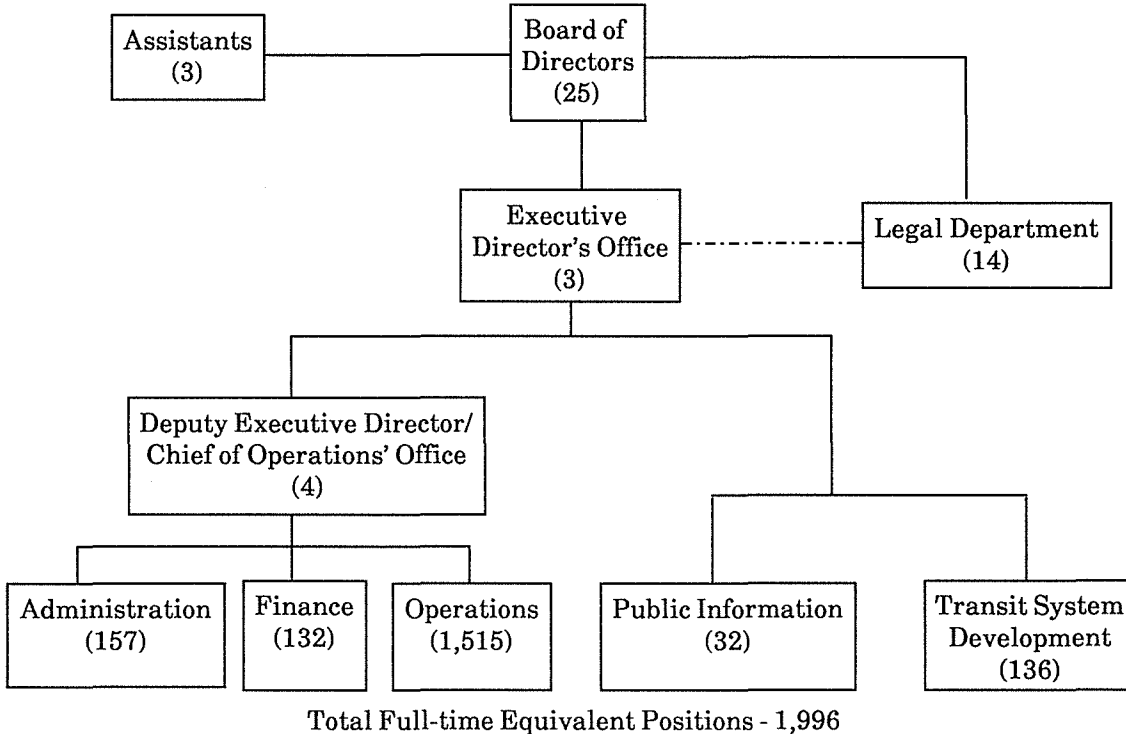 Assistants
(3)
Board of
Directors
(25)
Executive
Director's Office
(3)
Legal Department
(14)
Deputy Executive Director/
Chief of Operations' Office
(4)
Administration
(157)
Finance
(132)
Operations
(1,515)
Public Information
(32)
Transit System
Development
(136)
Total Full-time Equivalent Positions - 1,996